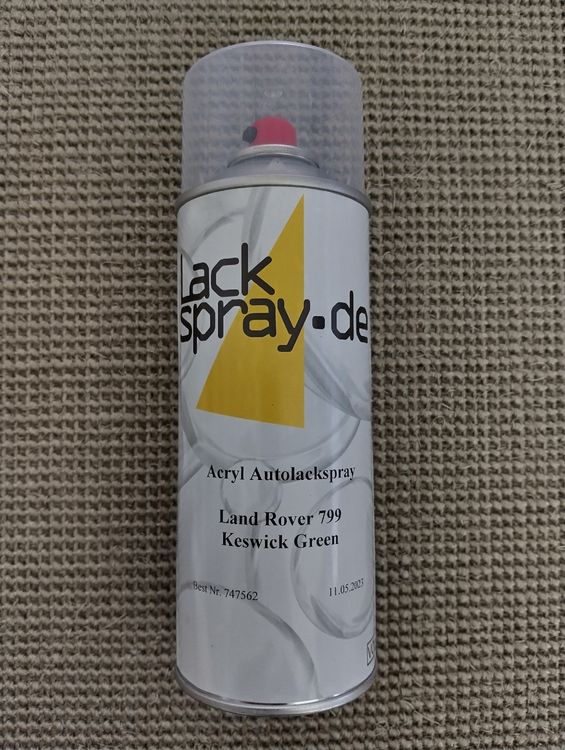 Lack
spray.de
Acryl Autolackspray
Land Rover 799
Keswick Green
Best Nr. 747562
11.05.2023